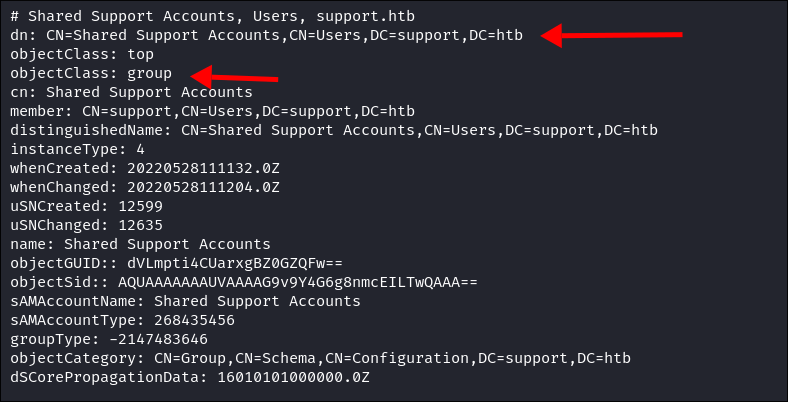 # Shared Support Accounts, Users, support.htb
dn: CN=Shared Support Accounts,CN=Users,DC=support,DC=htb
objectClass: top
objectClass: group
cn: Shared Support Accounts
member: CN=support,CN=Users,DC=support,DC=htb
distinguishedName: CN=Shared Support Accounts,CN=Users,DC=support,DC=htb
instanceType: 4
whenCreated: 20220528111132.0Z
whenChanged: 20220528111204.0Z
uSNCreated: 12599
uSNChanged: 12635
name: Shared Support Accounts
objectGUID:: dVLmpti4CUarxgBZ0GZQFw==
objectSid:: AQUAAAAAAAUVAAAAG9v9Y4G6g8nmcEILTwQAAA==
sAMAccountName: Shared Support Accounts
sAMAccountType: 268435456
groupType: -2147483646
objectCategory: CN=Group,CN=Schema,CN=Configuration,DC=support,DC=htb
dSCorePropagationData: 16010101000000.0Z